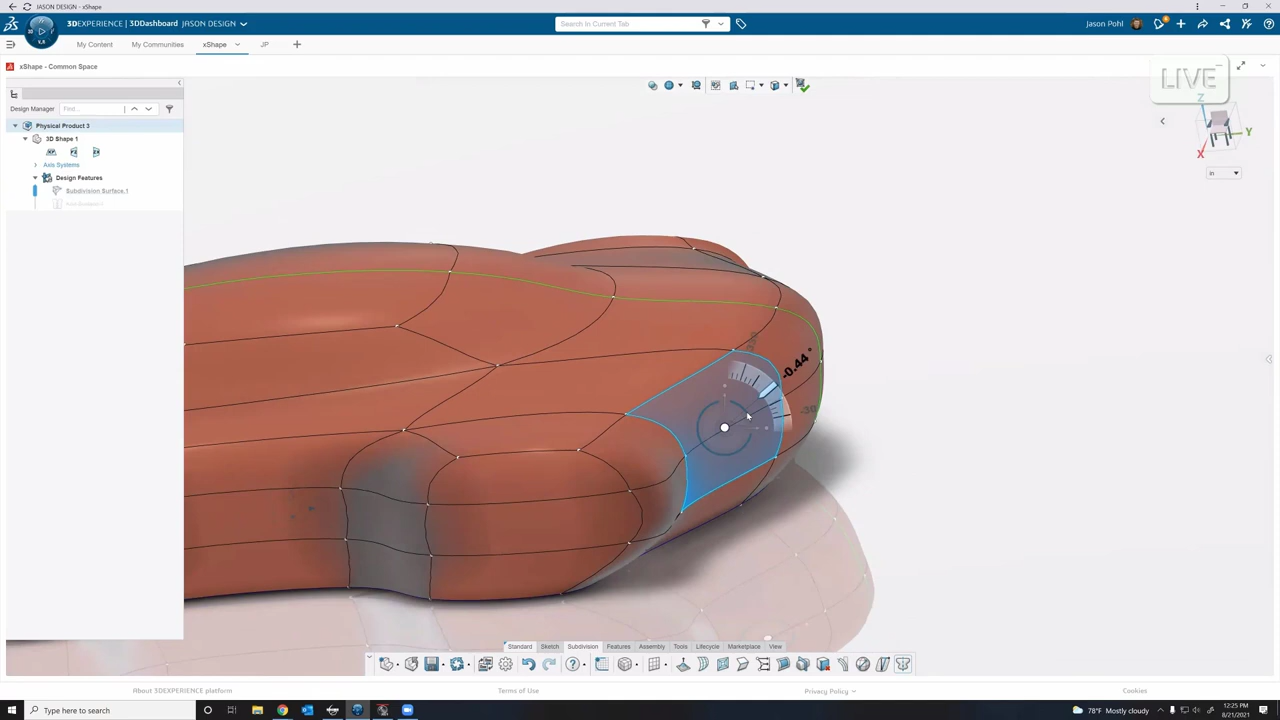 JASON DESIGN - xShape
3DEXPERIENCE | 3DDashboard JASON DESIGN
Search In Current Tab
Jason Pohl
My Content
My Communities
xShape
JP
xShape - Common Space
LIVE
Design Manager
Find...
Physical Product 3
3D Shape 1
Axis Systems
Design Features
Subdivision Surface.1
Z
Y
X
in
-0.44 °
-30
Standard
Sketch
Subdivision
Features
Assembly
Tools
Lifecycle
Marketplace
View
About 3DEXPERIENCE platform
Terms of Use
Privacy Policy
Cookies
Type here to search
78°F Mostly cloudy
12:25 PM
8/21/2021